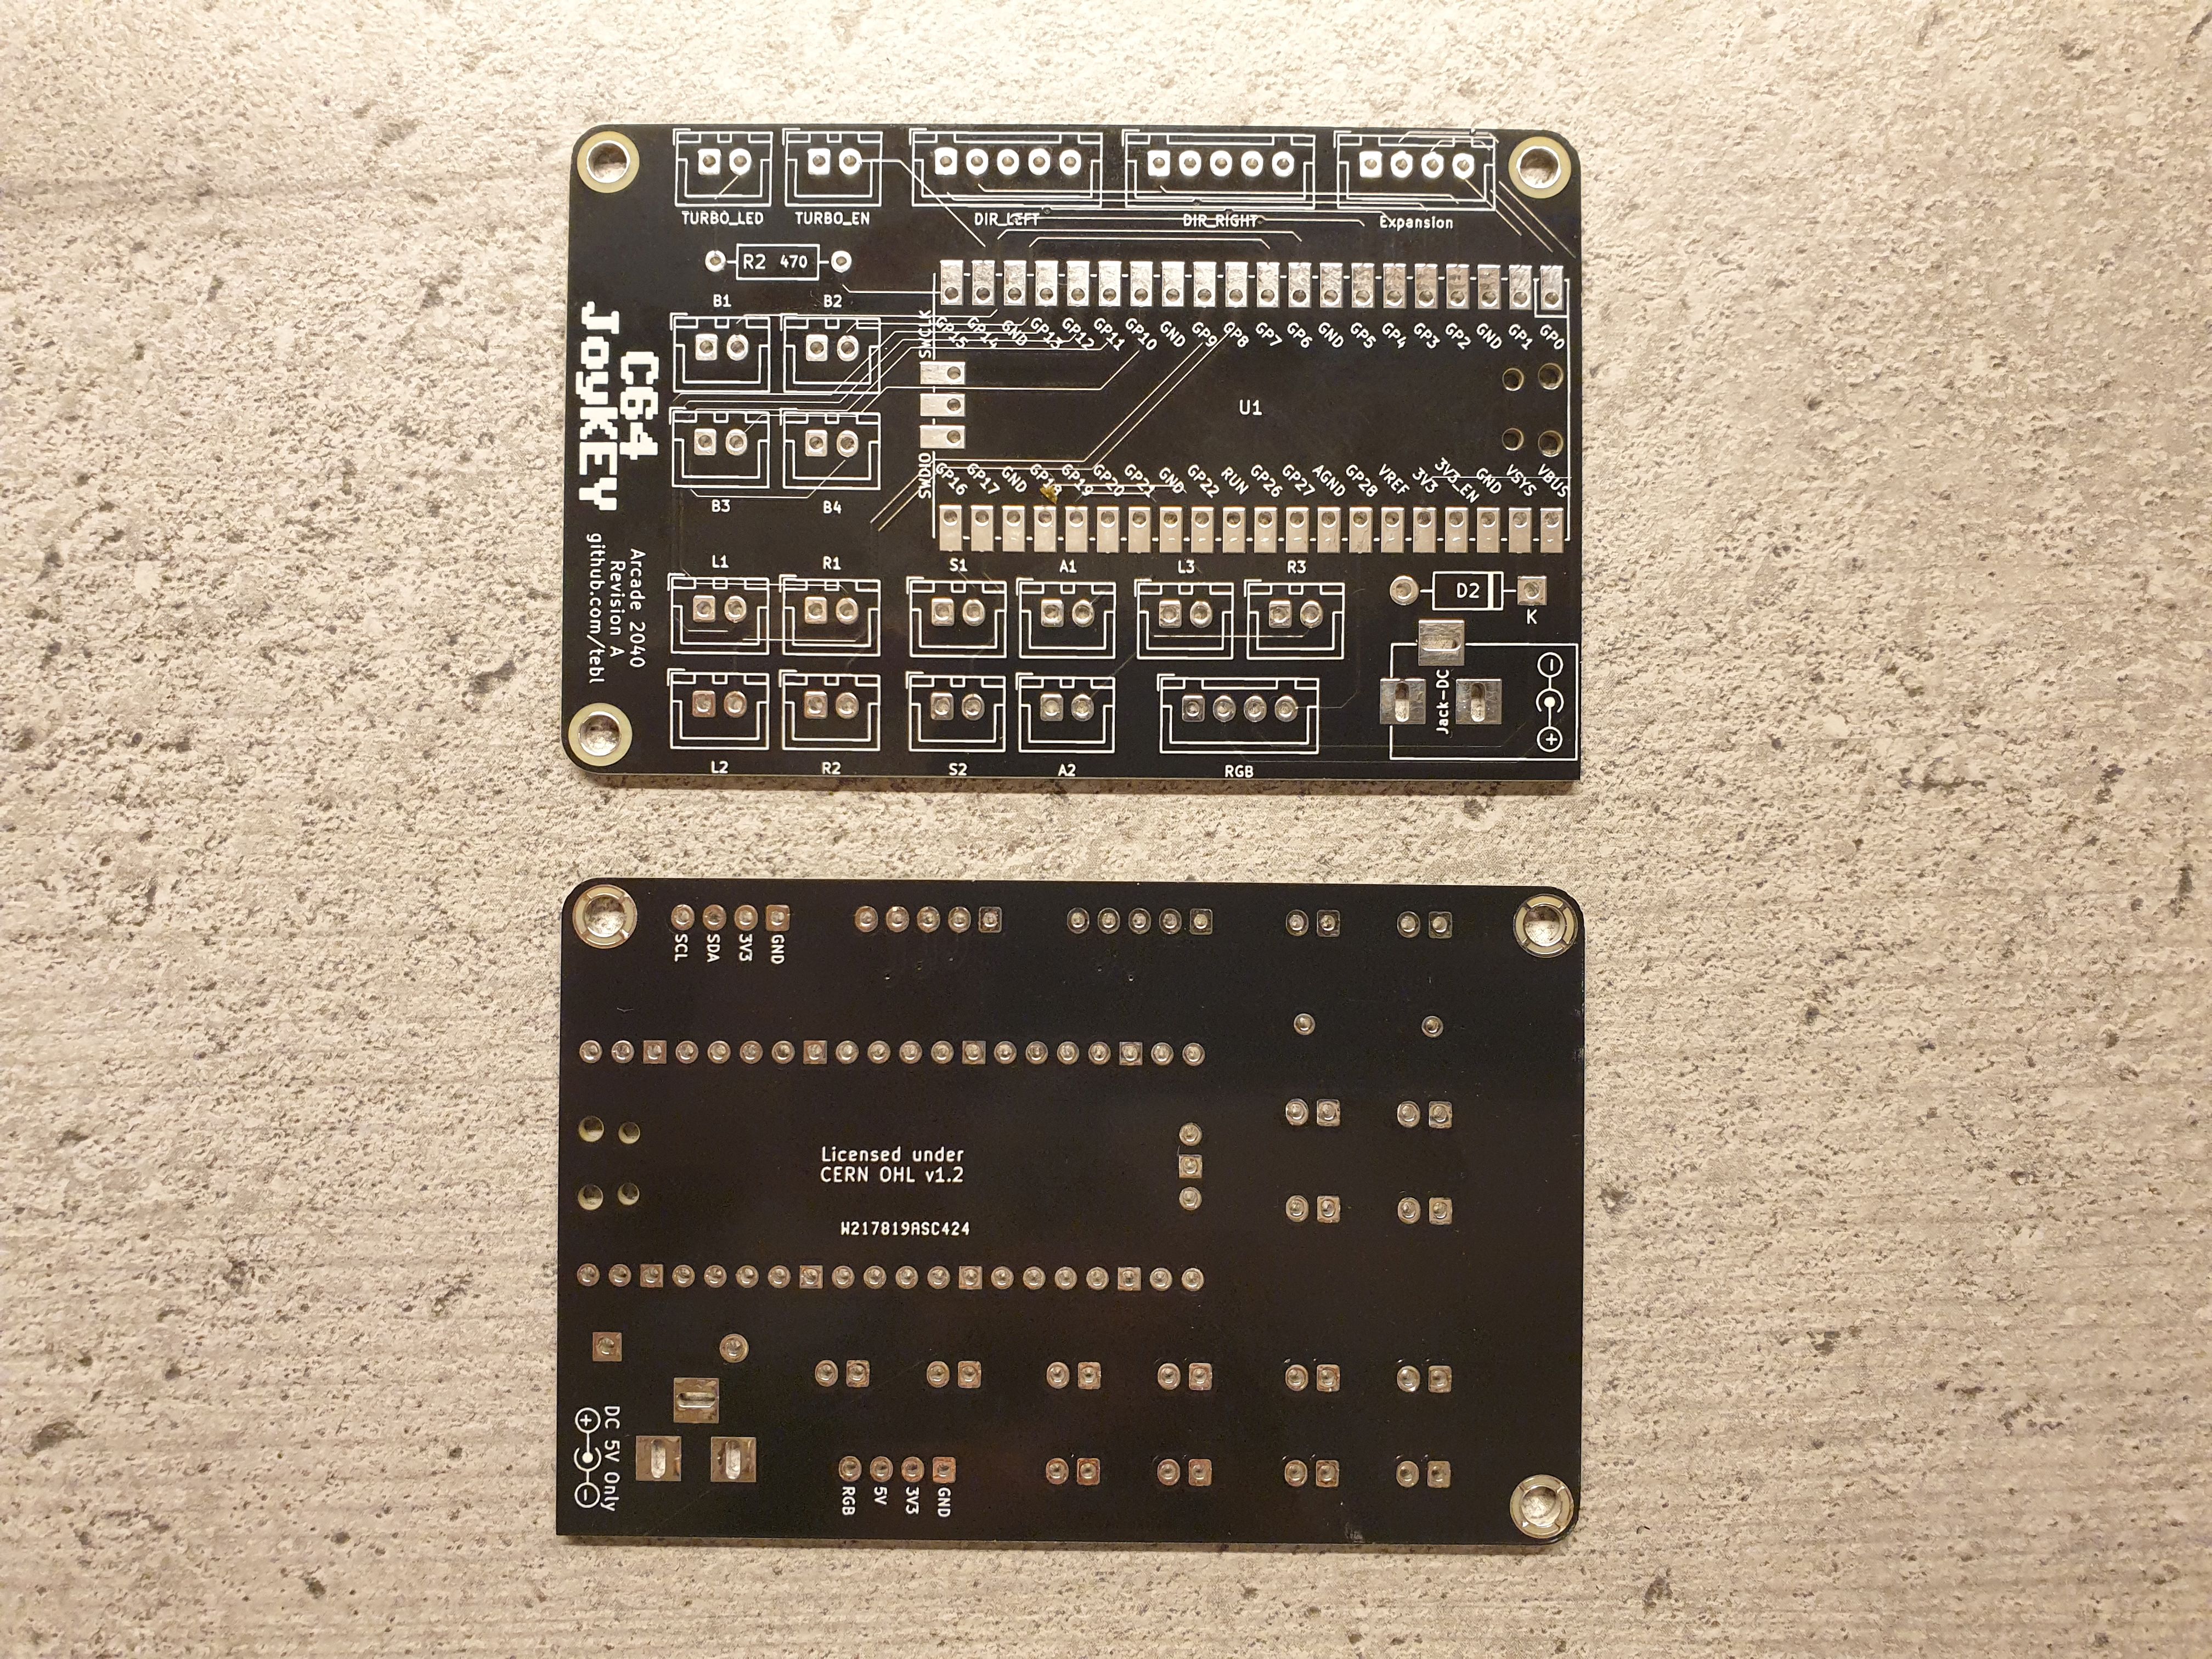 TURBO_LED
TURBO_EN
DIR_LEFT
DIR_RIGHT
Expansion
R2 470
B1
B2
B3
B4
C64
JoyKEY
Arcade 2040
Revision A
github.com/tebl
SWCLK
GP15
GP14
GND
GP13
GP12
GP11
GP10
GND
GP9
GP8
GP7
GP6
GND
GP5
GP4
GP3
GP2
GND
GP1
GP0
U1
SWDIO
GP16
GP17
GND
GP18
GP19
GP20
GP21
GND
GP22
RUN
GP26
GP27
AGND
GP28
VREF
3V3
3V3_EN
GND
VSYS
VBUS
L1
R1
S1
A1
L3
R3
D2
K
Jack-DC
- +
L2
R2
S2
A2
RGB
SCL
SDA
3V3
GND
Licensed under
CERN OHL v1.2
W217819ASC424
DC 5V Only
+ -
RGB
5V
3V3
GND